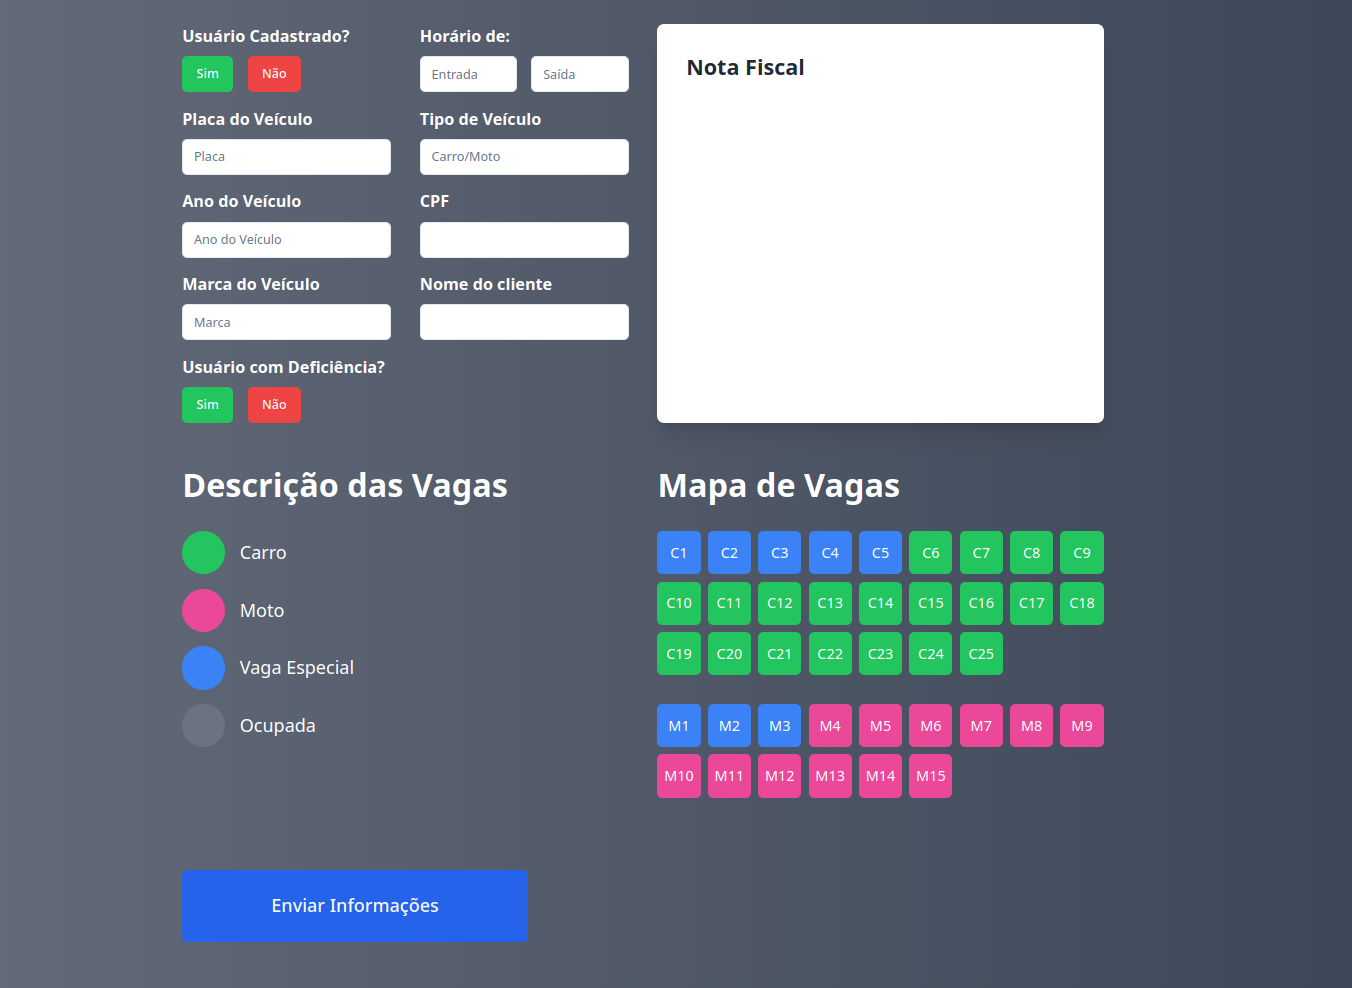 Usuário Cadastrado?
Sim Não
Horário de:
Entrada Saída
Placa do Veículo
Placa
Tipo de Veículo
Carro/Moto
Ano do Veículo
Ano do Veículo
CPF
Marca do Veículo
Marca
Nome do cliente
Usuário com Deficiência?
Sim Não
Nota Fiscal
Descrição das Vagas
Carro
Moto
Vaga Especial
Ocupada
Mapa de Vagas
C1 C2 C3 C4 C5 C6 C7 C8 C9
C10 C11 C12 C13 C14 C15 C16 C17 C18
C19 C20 C21 C22 C23 C24 C25
M1 M2 M3 M4 M5 M6 M7 M8 M9
M10 M11 M12 M13 M14 M15
Enviar Informações